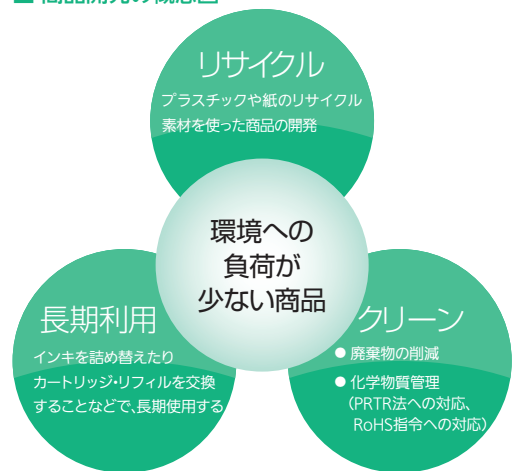 リサイクル
プラスチックや紙のリサイクル
素材を使った商品の開発
環境への
負荷が
少ない商品
長期利用
インキを詰め替えたり
カートリッジ・リフィルを交換
することなどで、長期使用する
クリーン
● 廃棄物の削減
● 化学物質管理
(PRTR法への対応、
RoHS指令への対応)